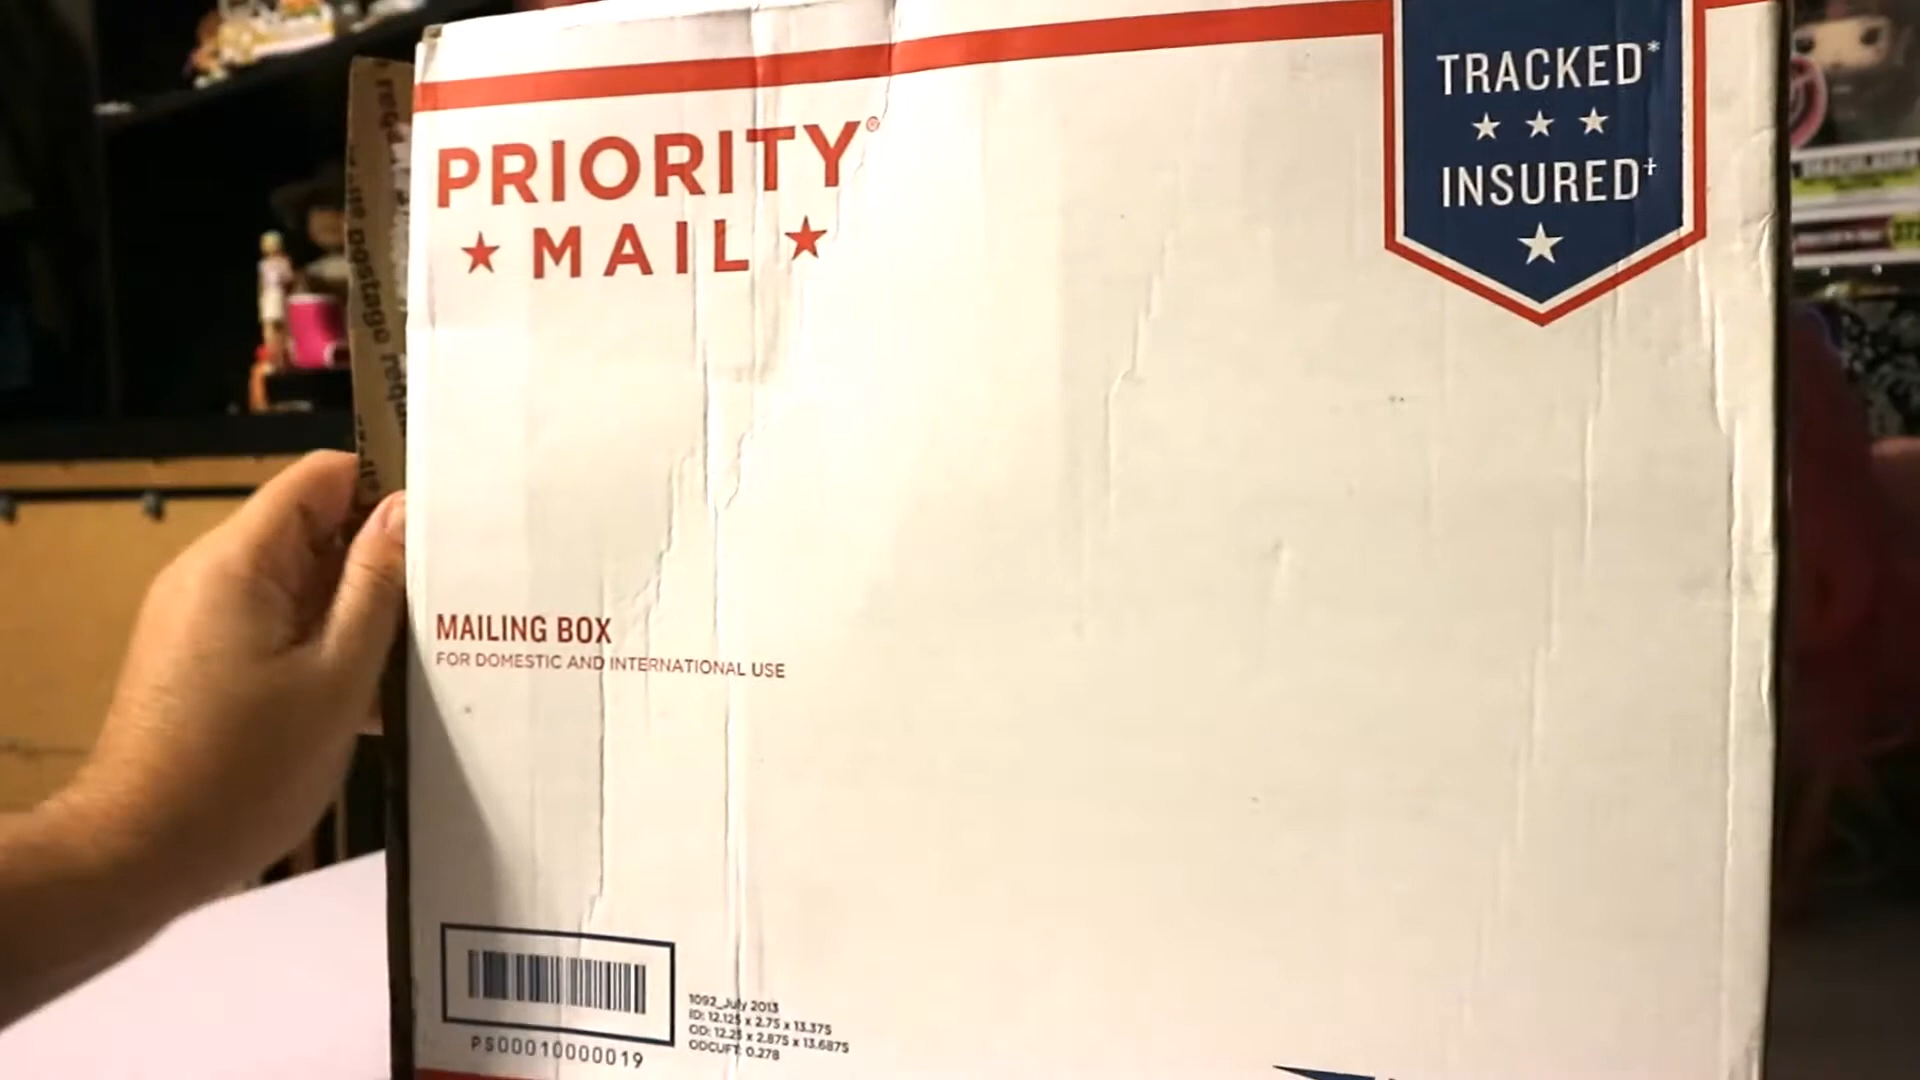 PRIORITY®
★ MAIL ★
TRACKED*
★ ★ ★
INSURED†
★
MAILING BOX
FOR DOMESTIC AND INTERNATIONAL USE
PS00010000019
1092_July 2013
ID: 12.125 x 2.75 x 13.375
OD: 12.25 x 2.875 x 13.6875
ODCUFT: 0.278
postage